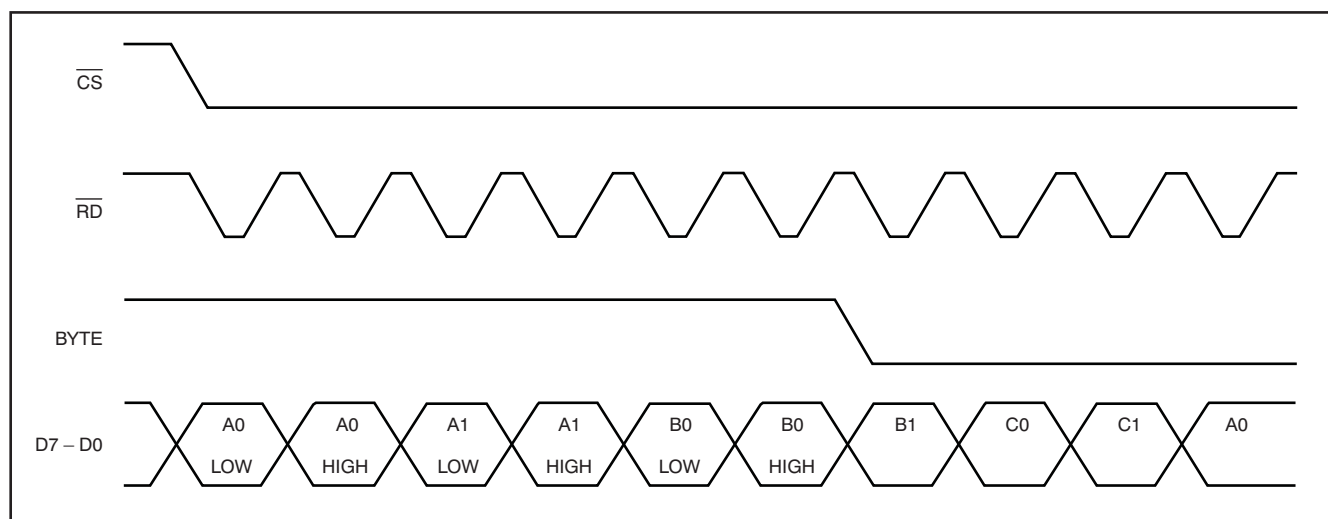 CS
RD
BYTE
D7 – D0
A0 A0 A1 A1 B0 B0 B1 C0 C1 A0
LOW HIGH LOW HIGH LOW HIGH